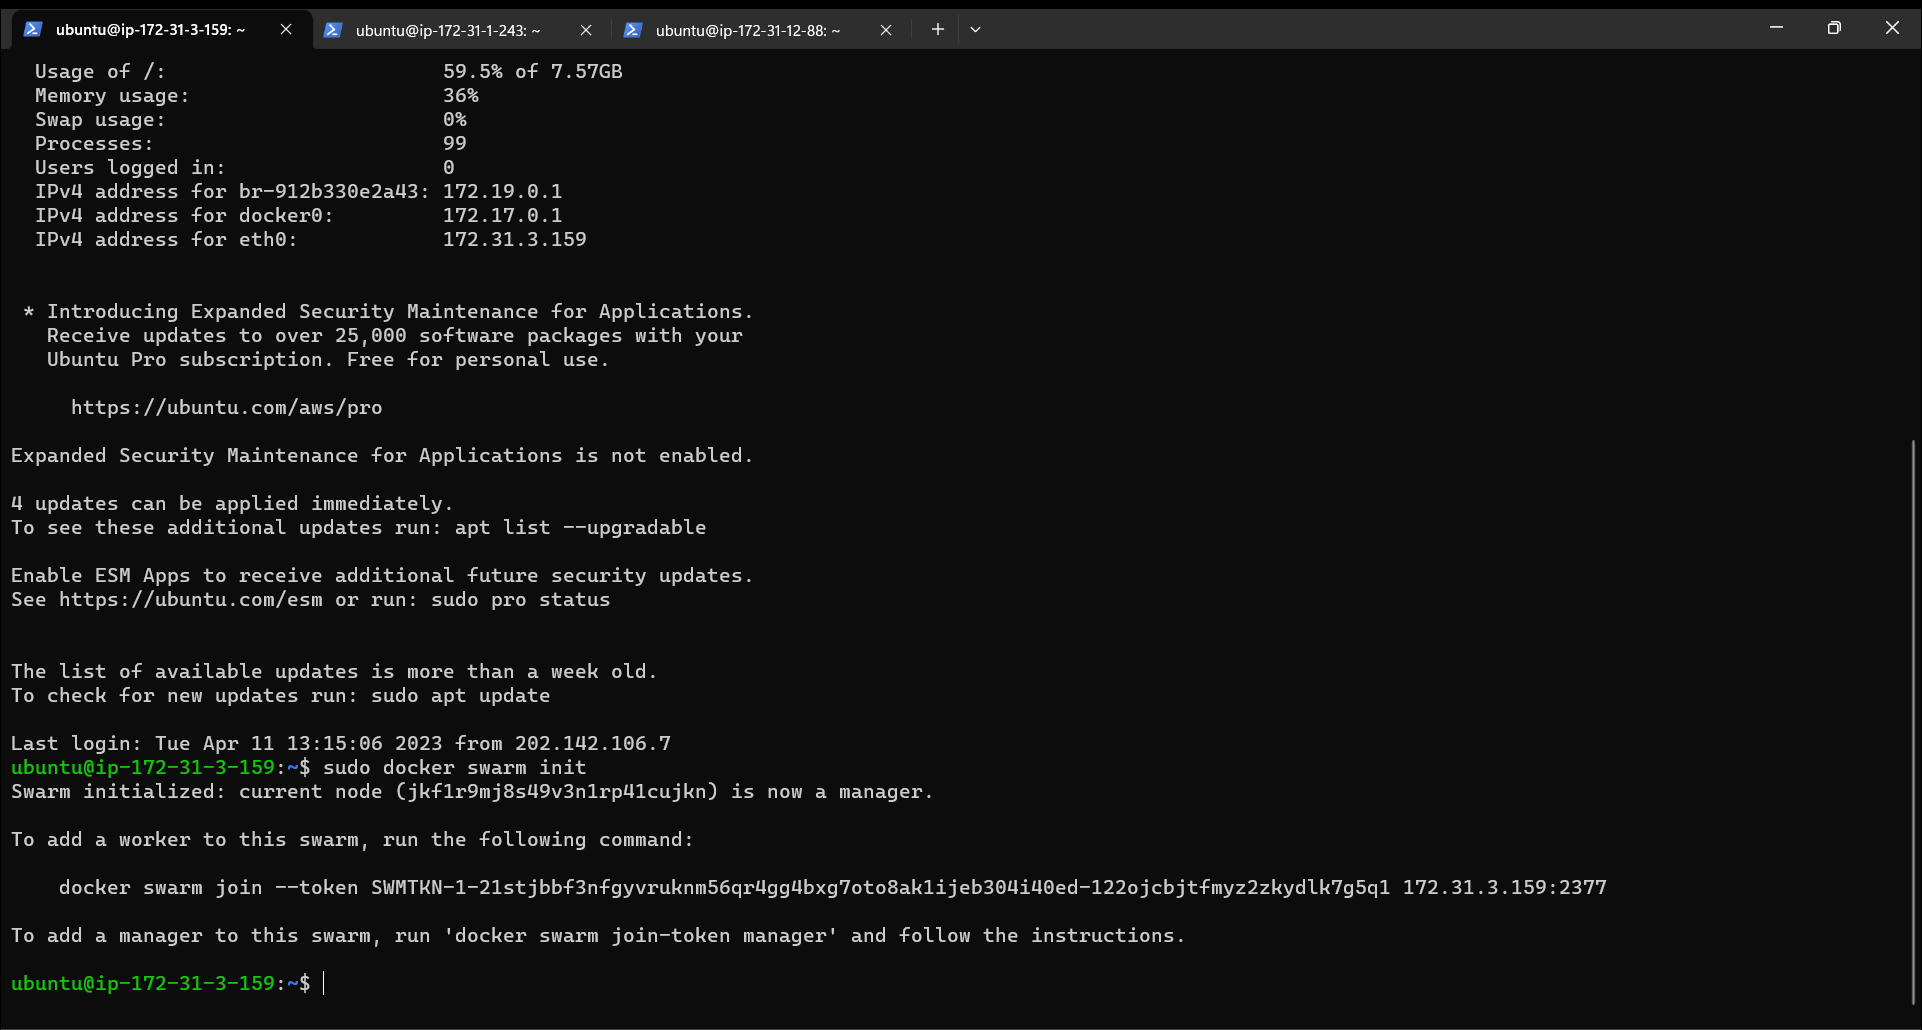 ubuntu@ip-172-31-3-159: ~
ubuntu@ip-172-31-1-243: ~
ubuntu@ip-172-31-12-88: ~
Usage of /: 59.5% of 7.57GB
Memory usage: 36%
Swap usage: 0%
Processes: 99
Users logged in: 0
IPv4 address for br-912b330e2a43: 172.19.0.1
IPv4 address for docker0: 172.17.0.1
IPv4 address for eth0: 172.31.3.159
* Introducing Expanded Security Maintenance for Applications.
Receive updates to over 25,000 software packages with your
Ubuntu Pro subscription. Free for personal use.
https://ubuntu.com/aws/pro
Expanded Security Maintenance for Applications is not enabled.
4 updates can be applied immediately.
To see these additional updates run: apt list --upgradable
Enable ESM Apps to receive additional future security updates.
See https://ubuntu.com/esm or run: sudo pro status
The list of available updates is more than a week old.
To check for new updates run: sudo apt update
Last login: Tue Apr 11 13:15:06 2023 from 202.142.106.7
ubuntu@ip-172-31-3-159:~$ sudo docker swarm init
Swarm initialized: current node (jkf1r9mj8s49v3n1rp41cujkn) is now a manager.
To add a worker to this swarm, run the following command:
docker swarm join --token SWMTKN-1-21stjbbf3nfgyvruknm56qr4gg4bxg7oto8ak1ijeb304i40ed-122ojcbjtfmyz2zkydlk7g5q1 172.31.3.159:2377
To add a manager to this swarm, run 'docker swarm join-token manager' and follow the instructions.
ubuntu@ip-172-31-3-159:~$